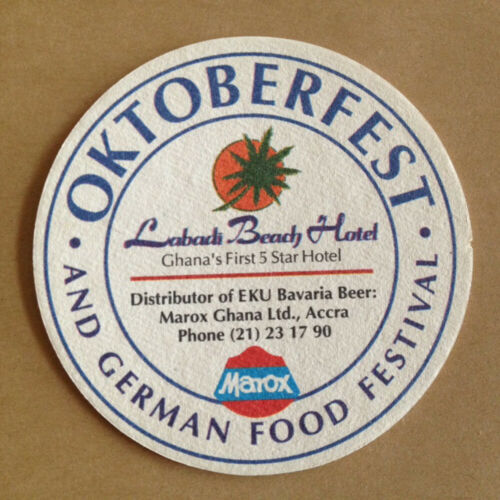 OKTOBERFEST
Labadi Beach Hotel
Ghana's First 5 Star Hotel
Distributor of EKU Bavaria Beer:
Marox Ghana Ltd., Accra
Phone (21) 23 17 90
Marox
• AND GERMAN FOOD FESTIVAL •